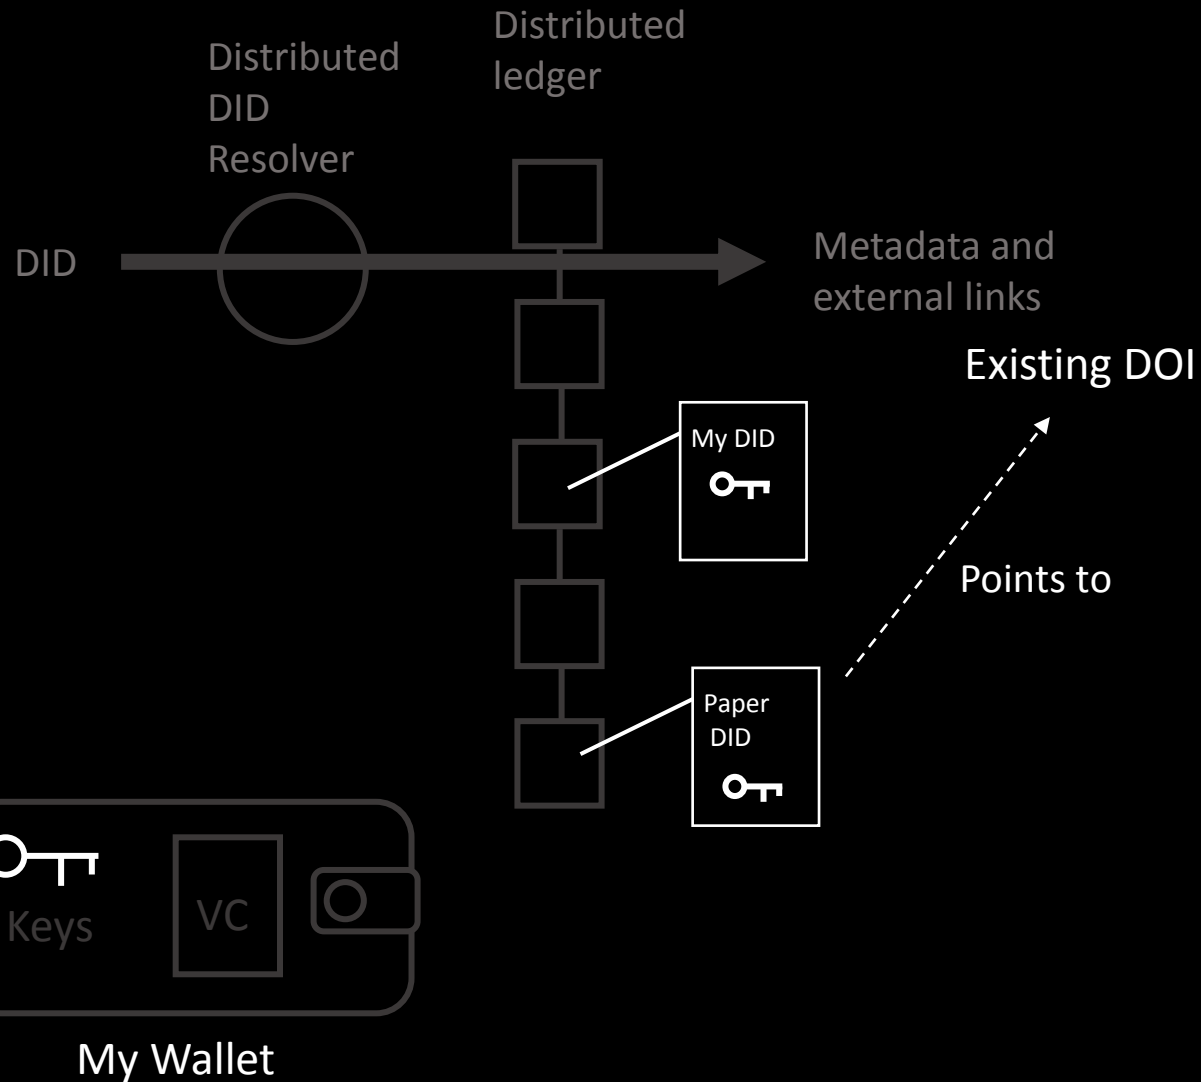 Distributed
ledger
Distributed
DID
Resolver
DID
Metadata and
external links
Existing DOI
My DID
Points to
Paper
DID
Keys
VC
My Wallet